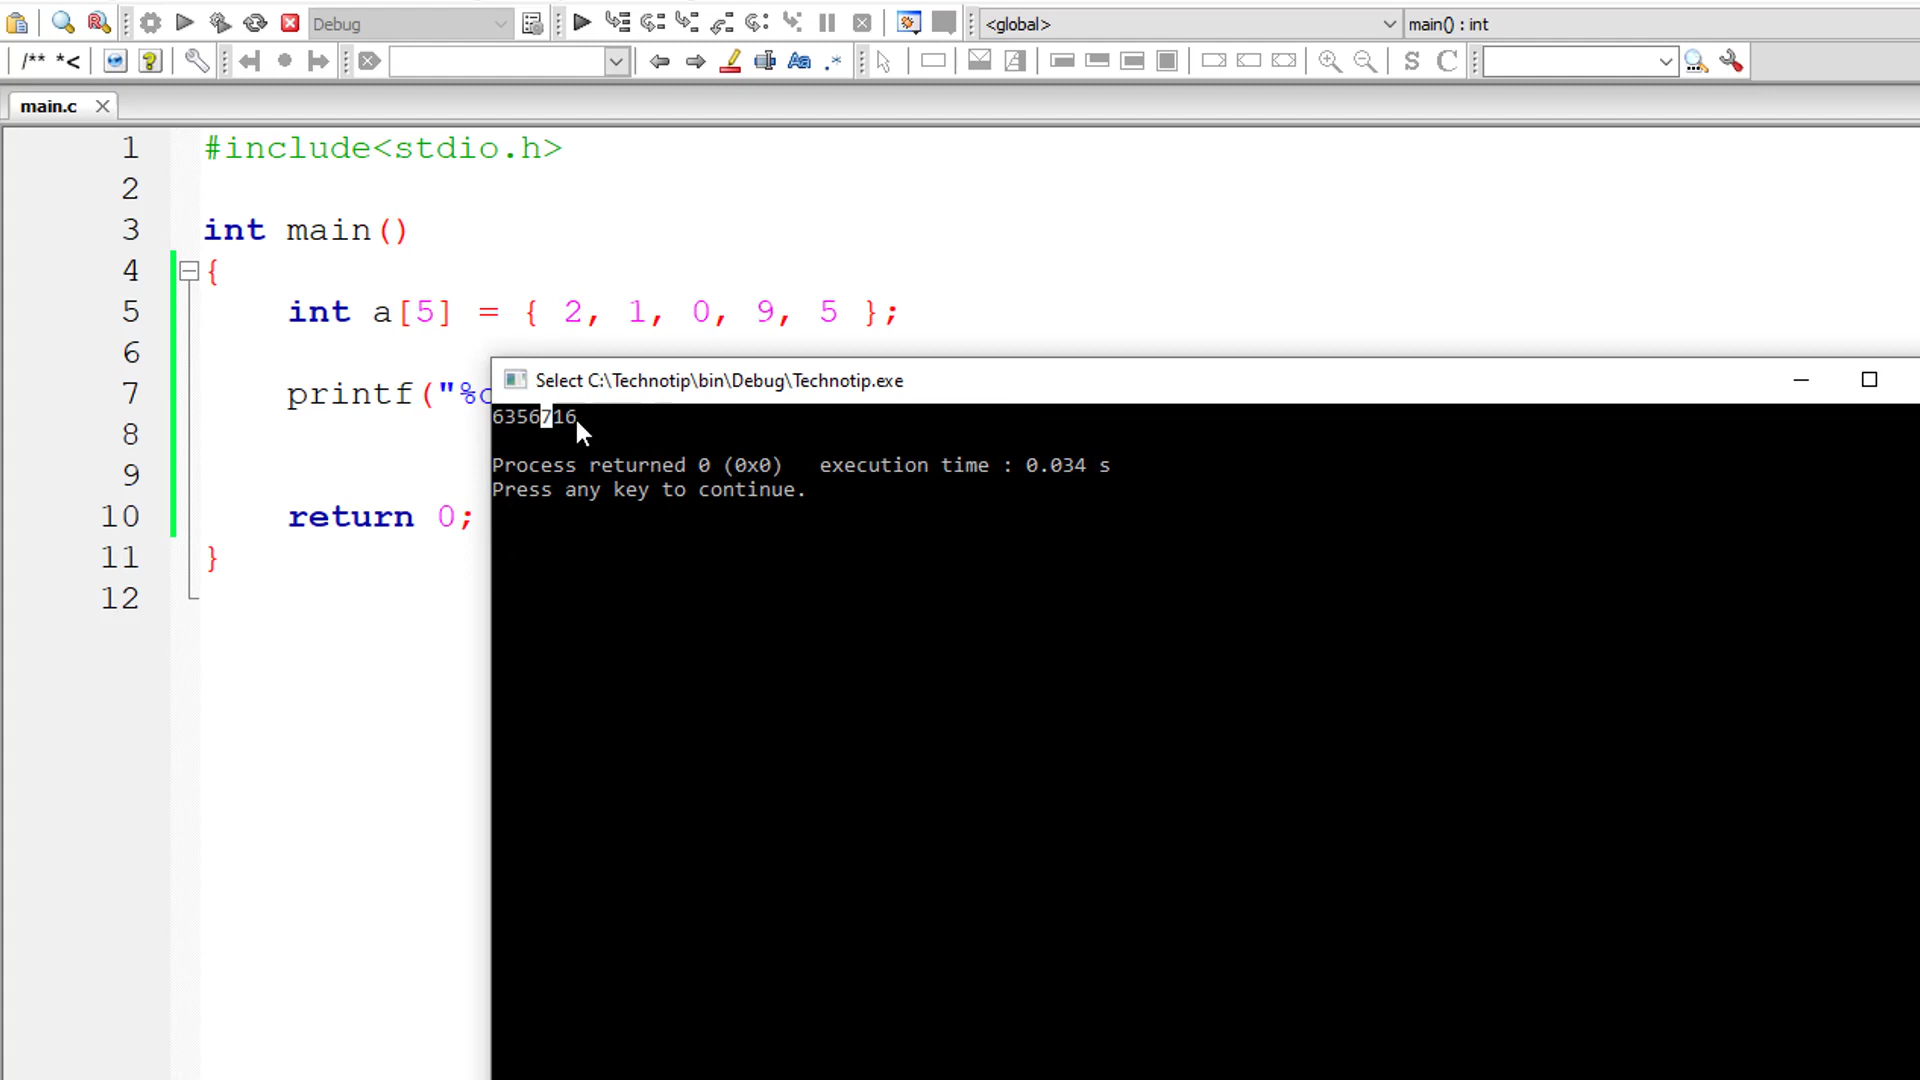 Debug
<global>
main() : int
/** *<
Aa
.*
S
C
main.c
1 #include<stdio.h>
2
3 int main()
4 {
5 int a[5] = { 2, 1, 0, 9, 5 };
6
7 printf("%
8
9
10 return 0;
11 }
12
Select C:\Technotip\bin\Debug\Technotip.exe
6356716
Process returned 0 (0x0)   execution time : 0.034 s
Press any key to continue.